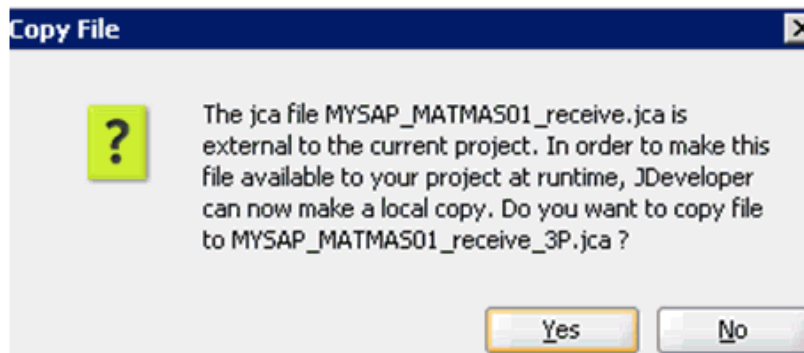 Copy File
The jca file MYSAP_MATMAS01_receive.jca is
external to the current project. In order to make this
file available to your project at runtime, JDeveloper
can now make a local copy. Do you want to copy file
to MYSAP_MATMAS01_receive_3P.jca ?
Yes No